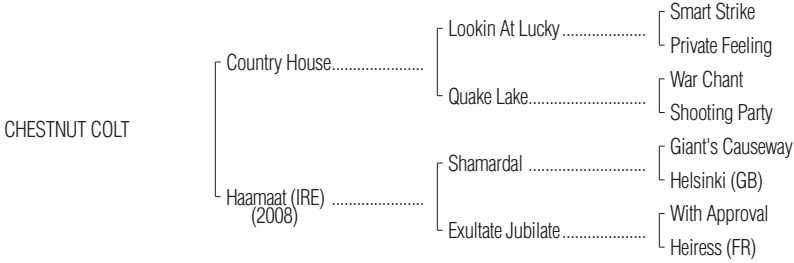 Smart Strike
Lookin At Lucky....................
Private Feeling
Country House......................
War Chant
Quake Lake............................
Shooting Party
CHESTNUT COLT
Giant's Causeway
Shamardal ............................
Helsinki (GB)
Haamaat (IRE) ......................
(2008)
With Approval
Exultate Jubilate....................
Heiress (FR)